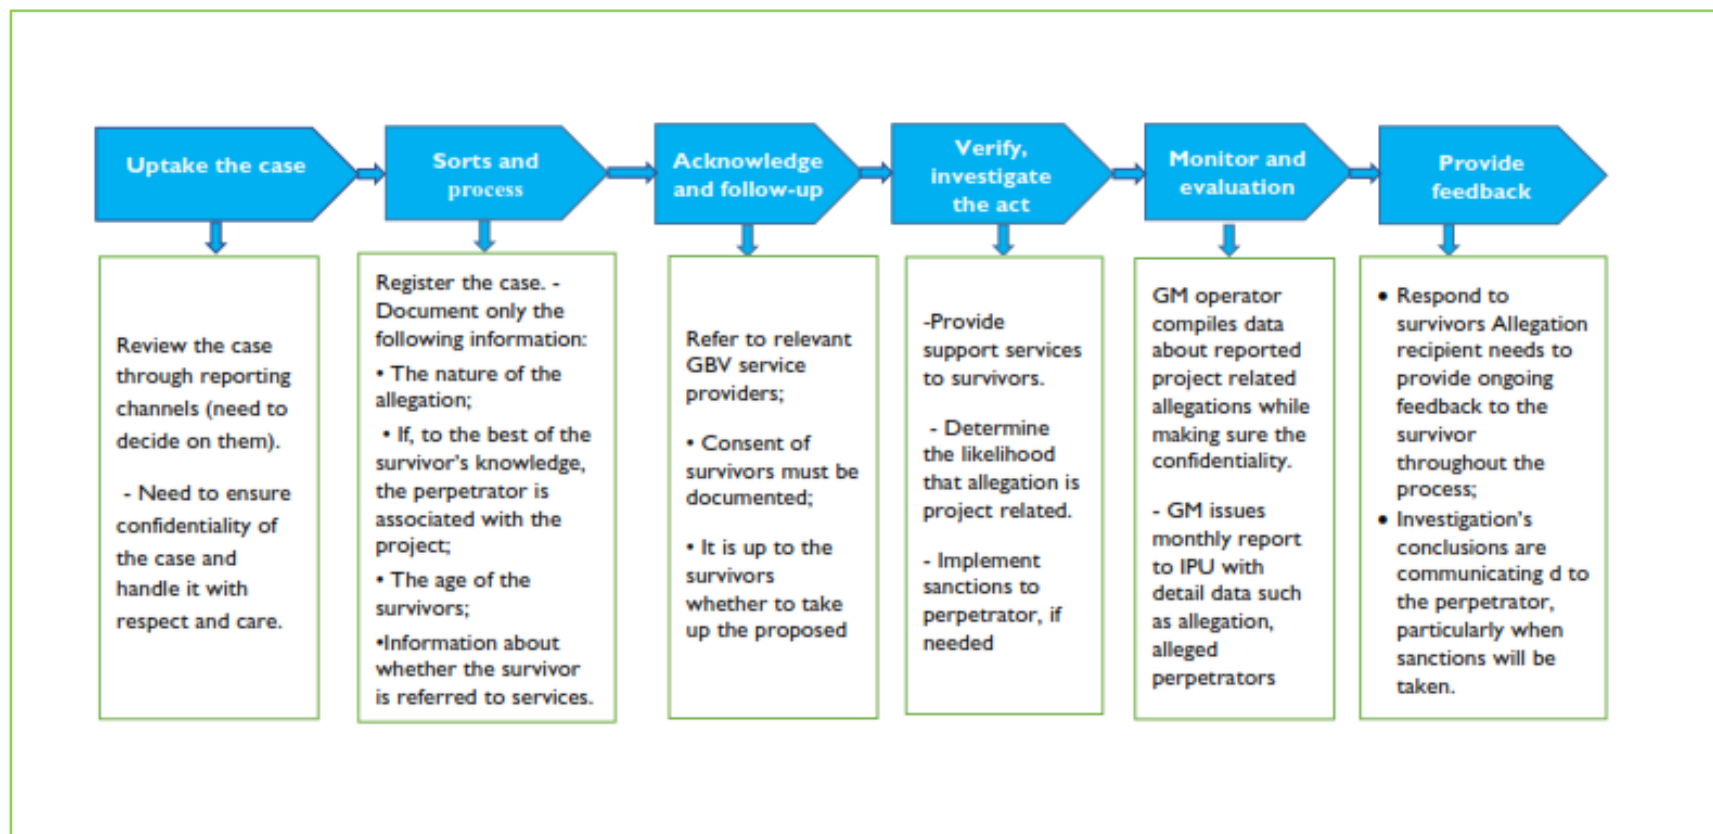 Uptake the case
Sorts and
process
Acknowledge
and follow-up
Verify,
investigate
the act
Monitor and
evaluation
Provide
feedback
Review the case
through reporting
channels (need to
decide on them).
- Need to ensure
confidentiality of
the case and
handle it with
respect and care.
Register the case. -
Document only the
following information:
• The nature of the
allegation;
• If, to the best of the
survivor's knowledge,
the perpetrator is
associated with the
project;
• The age of the
survivors;
•Information about
whether the survivor
is referred to services.
Refer to relevant
GBV service
providers;
• Consent of
survivors must be
documented;
• It is up to the
survivors
whether to take
up the proposed
-Provide
support services
to survivors.
- Determine
the likelihood
that allegation is
project related.
- Implement
sanctions to
perpetrator, if
needed
GM operator
compiles data
about reported
project related
allegations while
making sure the
confidentiality.
- GM issues
monthly report
to IPU with
detail data such
as allegation,
alleged
perpetrators
• Respond to
survivors Allegation
recipient needs to
provide ongoing
feedback to the
survivor
throughout the
process;
• Investigation's
conclusions are
communicating d to
the perpetrator,
particularly when
sanctions will be
taken.